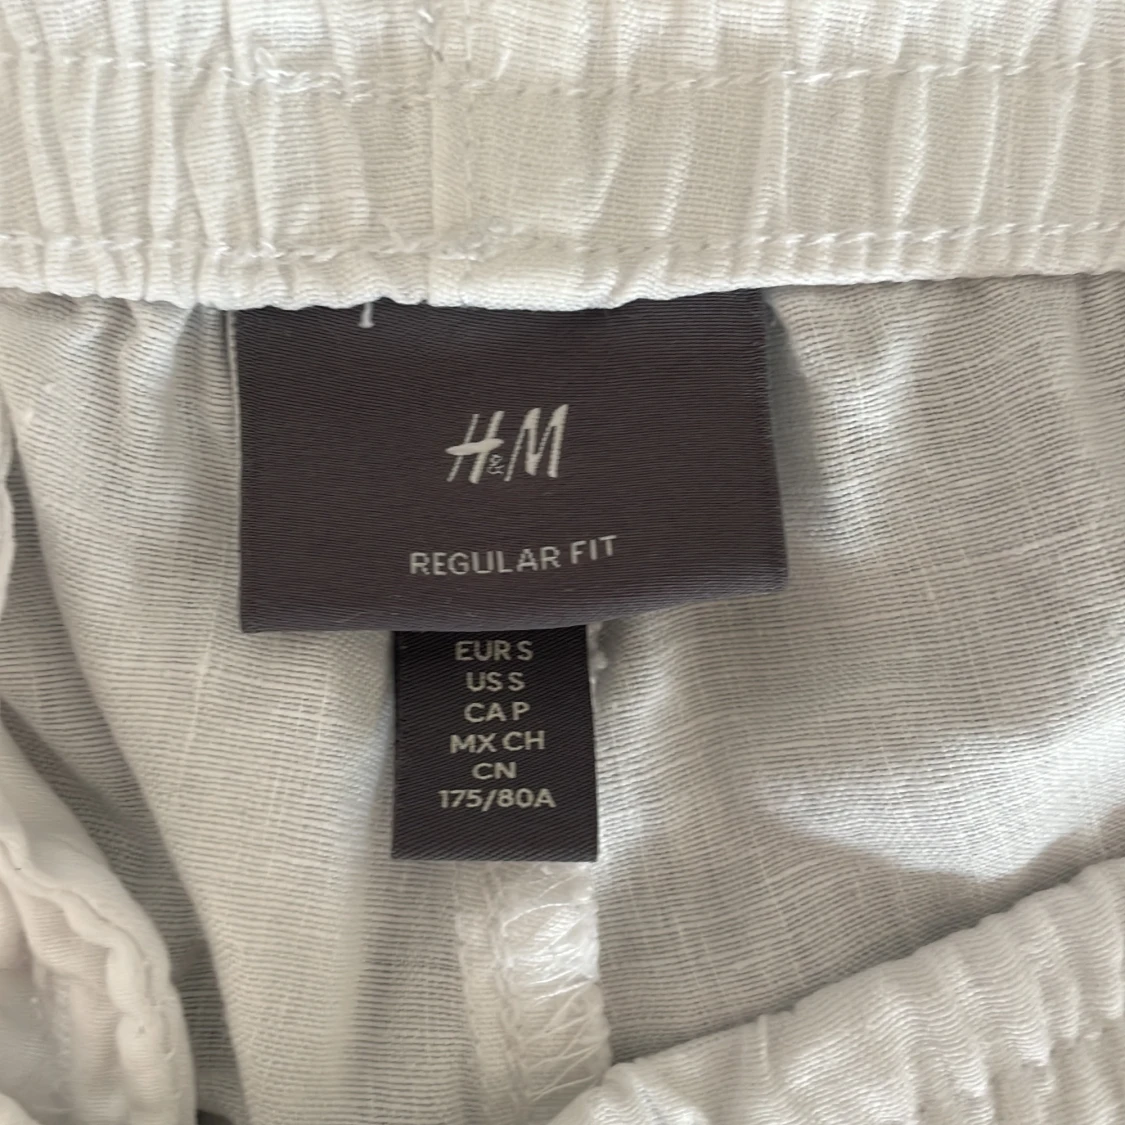 H&M
REGULAR FIT
EUR S
US S
CA P
MX CH
CN
175/80A